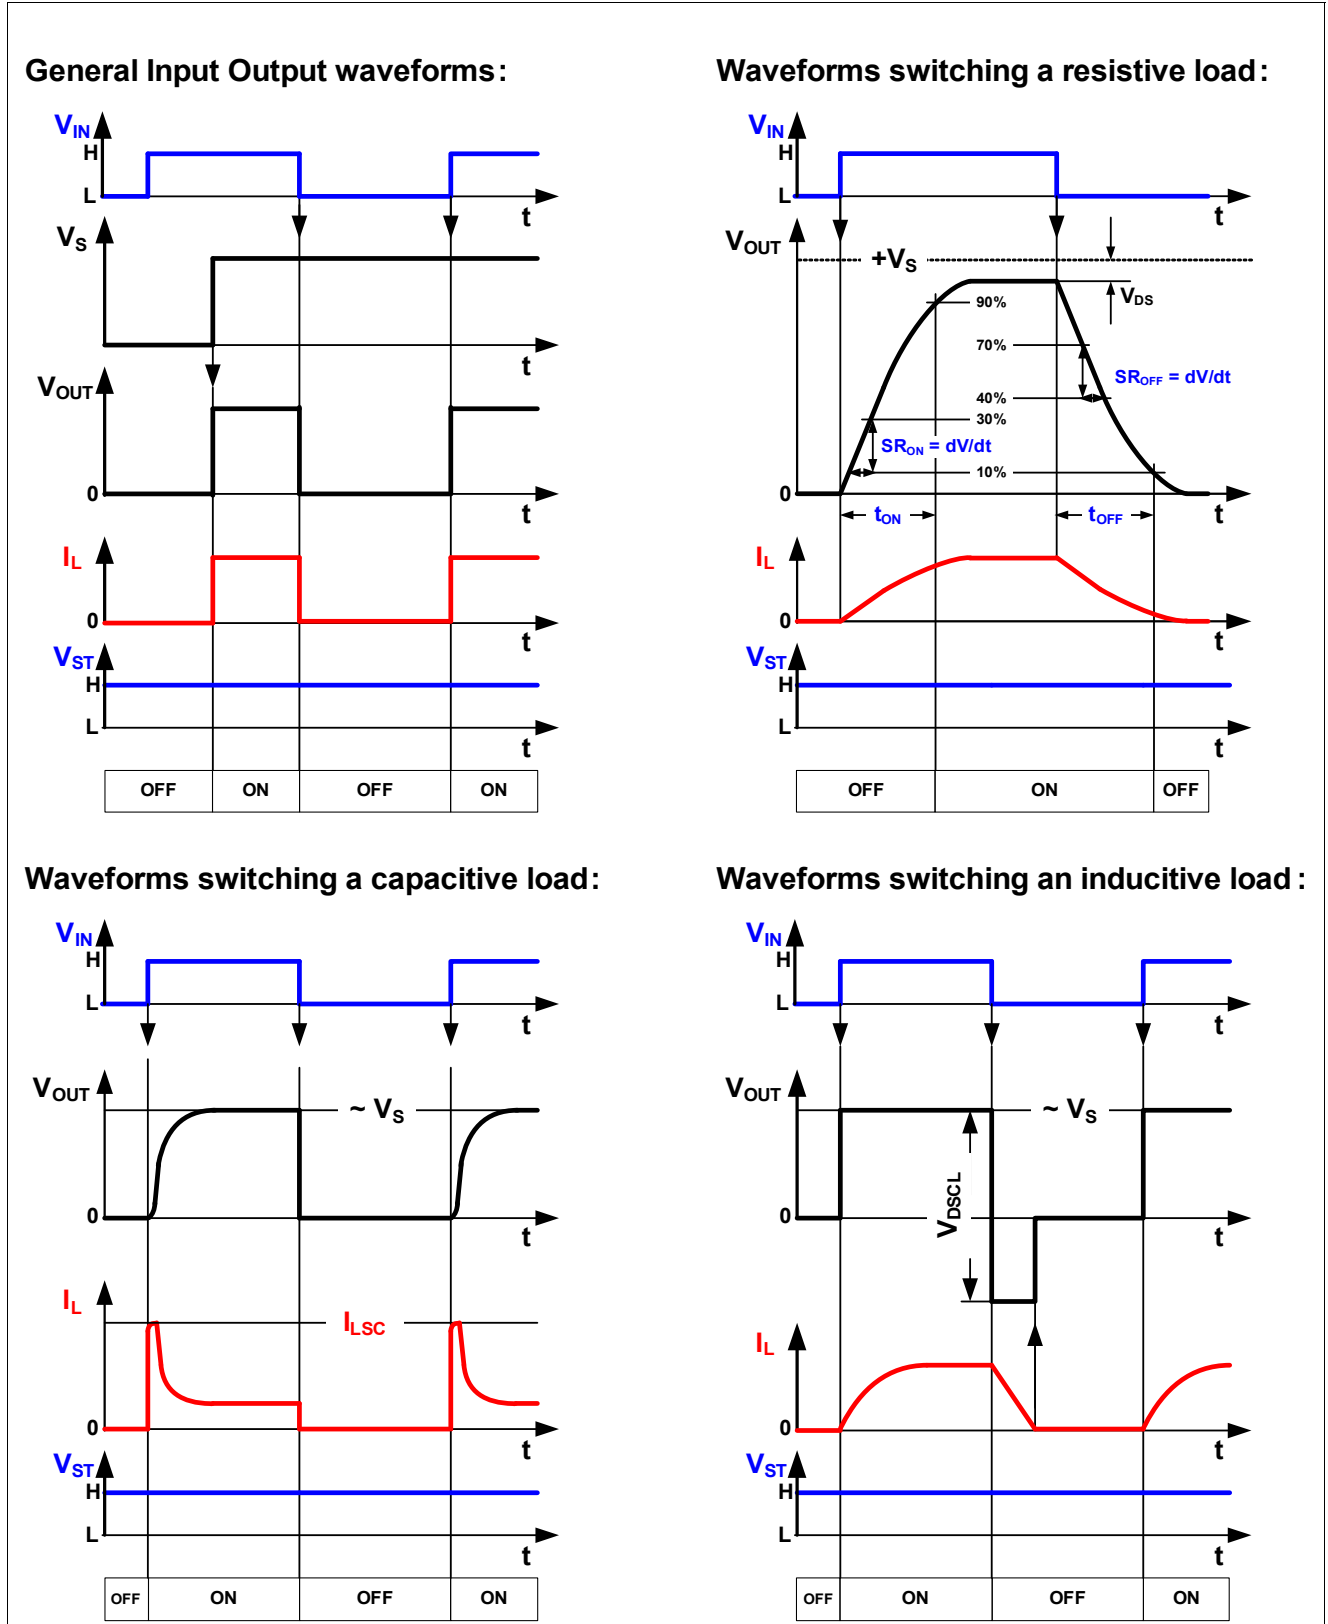 General Input Output waveforms:
VIN
H
L
t
VS
t
VOUT
0
t
IL
0
t
VST
H
L
t
OFF ON OFF ON
Waveforms switching a resistive load:
VIN
H
L
t
VOUT
+VS
VDS
90%
70%
SROFF = dV/dt
40%
30%
SRON = dV/dt
10%
0
t
tON
tOFF
IL
0
t
VST
H
L
t
OFF ON OFF
Waveforms switching a capacitive load:
VIN
H
L
t
VOUT
~ VS
0
t
IL
ILSC
0
t
VST
H
L
t
OFF ON OFF ON
Waveforms switching an inducitive load:
VIN
H
L
t
VOUT
~ VS
VDSCL
0
t
IL
0
t
VST
H
L
t
OFF ON OFF ON